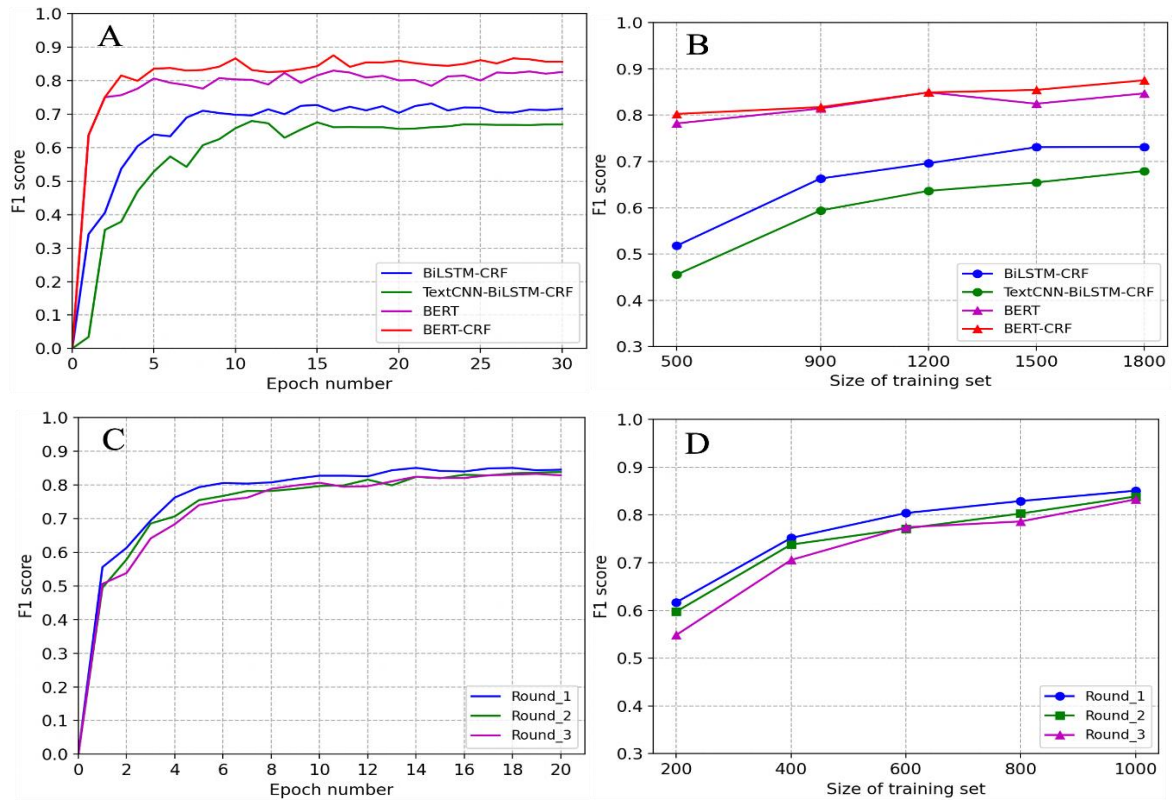 A
1.0
0.9
0.8
0.7
0.6
0.5
0.4
0.3
0.2
0.1
0.0
F1 score
0 5 10 15 20 25 30
Epoch number
BiLSTM-CRF
TextCNN-BiLSTM-CRF
BERT
BERT-CRF
B
1.0
0.9
0.8
0.7
0.6
0.5
0.4
0.3
F1 score
500 900 1200 1500 1800
Size of training set
BiLSTM-CRF
TextCNN-BiLSTM-CRF
BERT
BERT-CRF
C
1.0
0.9
0.8
0.7
0.6
0.5
0.4
0.3
0.2
0.1
0.0
F1 score
0 2 4 6 8 10 12 14 16 18 20
Epoch number
Round_1
Round_2
Round_3
D
1.0
0.9
0.8
0.7
0.6
0.5
0.4
0.3
F1 score
200 400 600 800 1000
Size of training set
Round_1
Round_2
Round_3